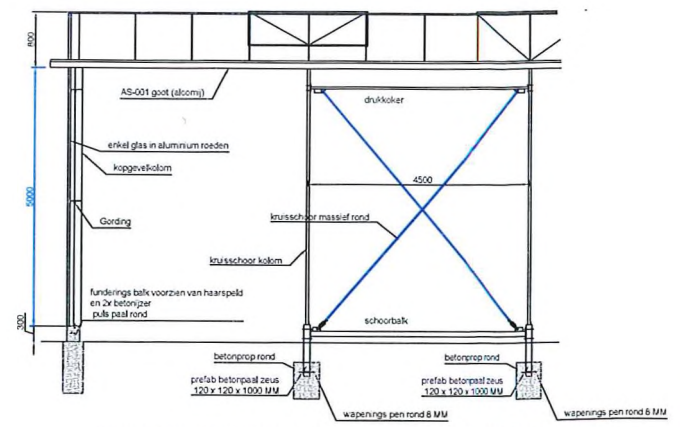 800
AS-001 goot (alcomij)
drukkoker
enkel glas in aluminium roeden
kopgevelkolom
4500
5000
Gording
kruisschoor massief rond
kruisschoor kolom
funderings balk voorzien van haarspeld
en 2x betonijzer
puls paal rond
schoorbalk
300
betonprop rond
betonprop rond
prefab betonpaal zeus
120 x 120 x 1000 MM
prefab betonpaal zeus
120 x 120 x 1000 MM
wapenings pen rond 8 MM
wapenings pen rond 8 MM